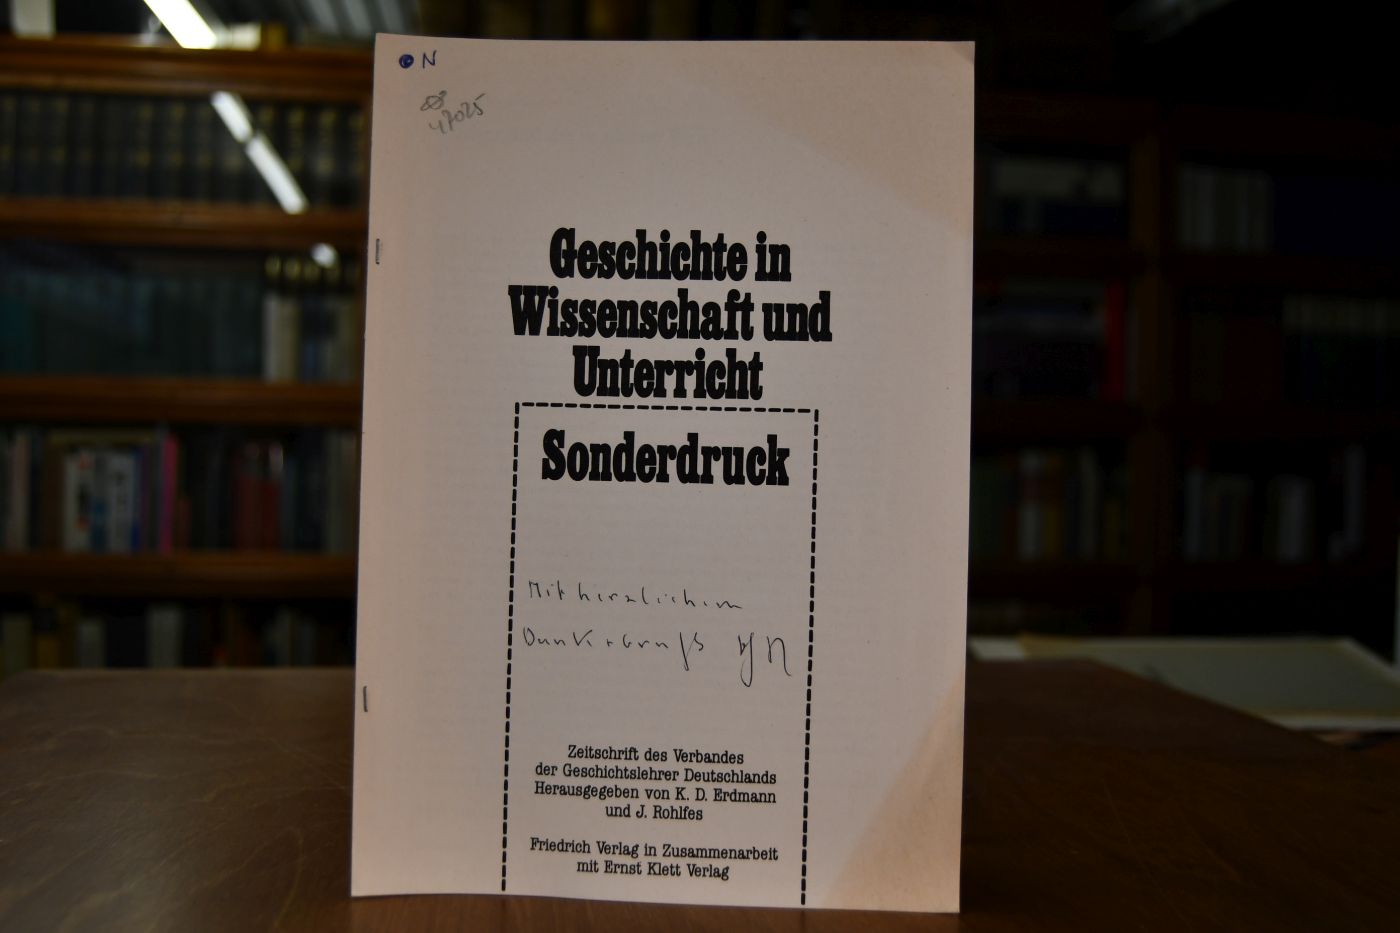 N
47025
Geschichte in
Wissenschaft und
Unterricht
Sonderdruck
Mit herzlichem
Dank + Gruß
Zeitschrift des Verbandes
der Geschichtslehrer Deutschlands
Herausgegeben von K. D. Erdmann
und J. Rohlfes
Friedrich Verlag in Zusammenarbeit
mit Ernst Klett Verlag